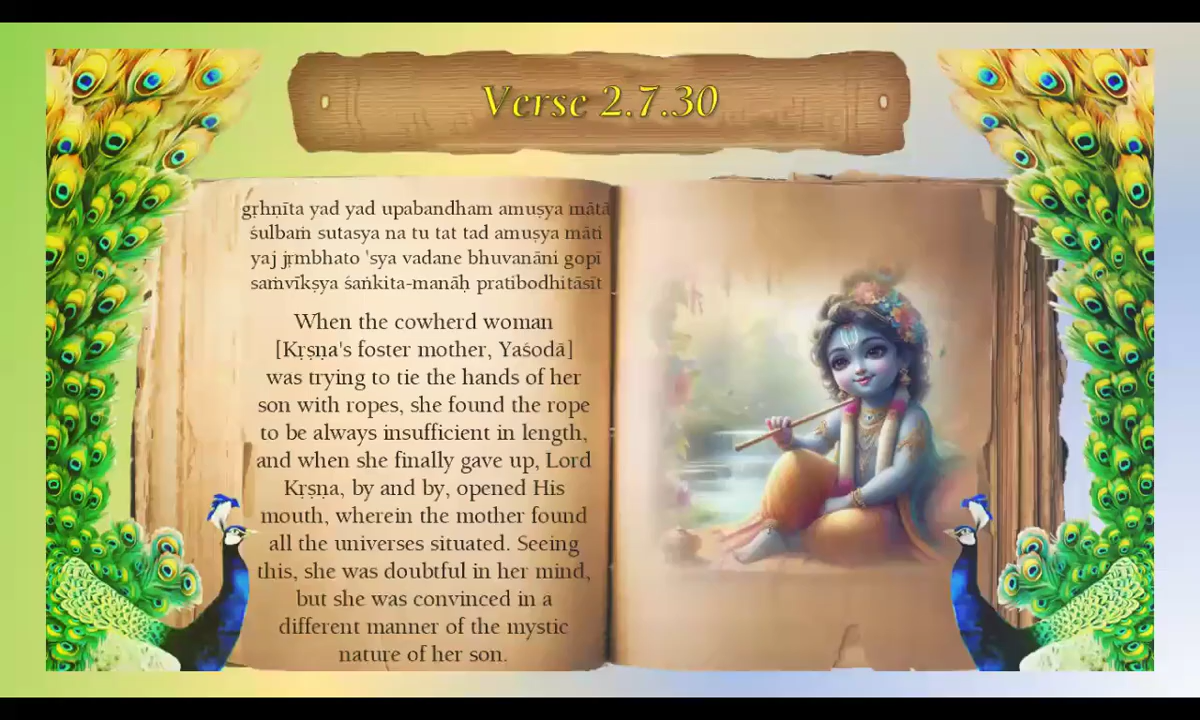 Verse 2.7.30
gṛhṇīta yad yad upabandham amuṣya mātā
śulbaṁ sutasya na tu tat tad amuṣya māti
yaj jṛmbhato 'sya vadane bhuvanāni gopī
saṁvīkṣya śaṅkita-manāḥ pratibodhitāsīt
When the cowherd woman
[Kṛṣṇa's foster mother, Yaśodā]
was trying to tie the hands of her
son with ropes, she found the rope
to be always insufficient in length,
and when she finally gave up, Lord
Kṛṣṇa, by and by, opened His
mouth, wherein the mother found
all the universes situated. Seeing
this, she was doubtful in her mind,
but she was convinced in a
different manner of the mystic
nature of her son.